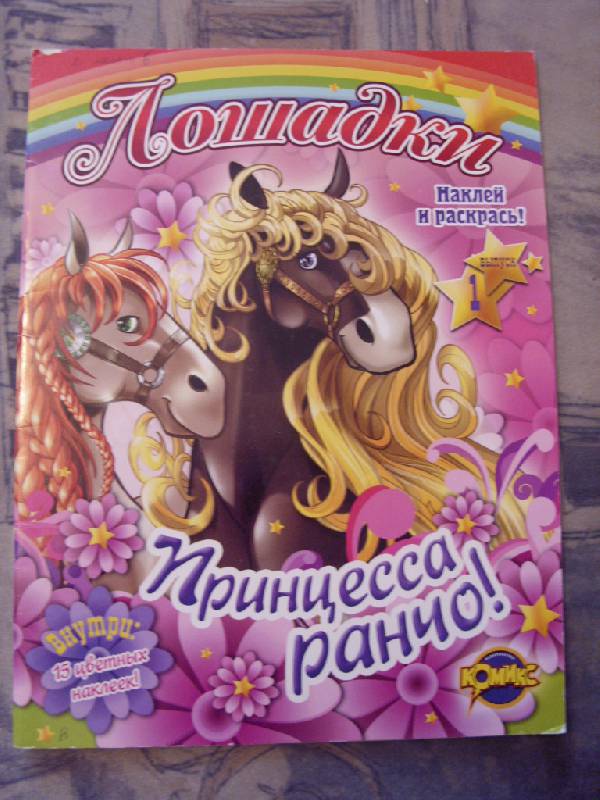 Лошадки
Наклей
и раскрась!
выпуск
1
Принцесса
ранчо!
Внутри:
15 цветных
наклеек!
КОМИКС
В